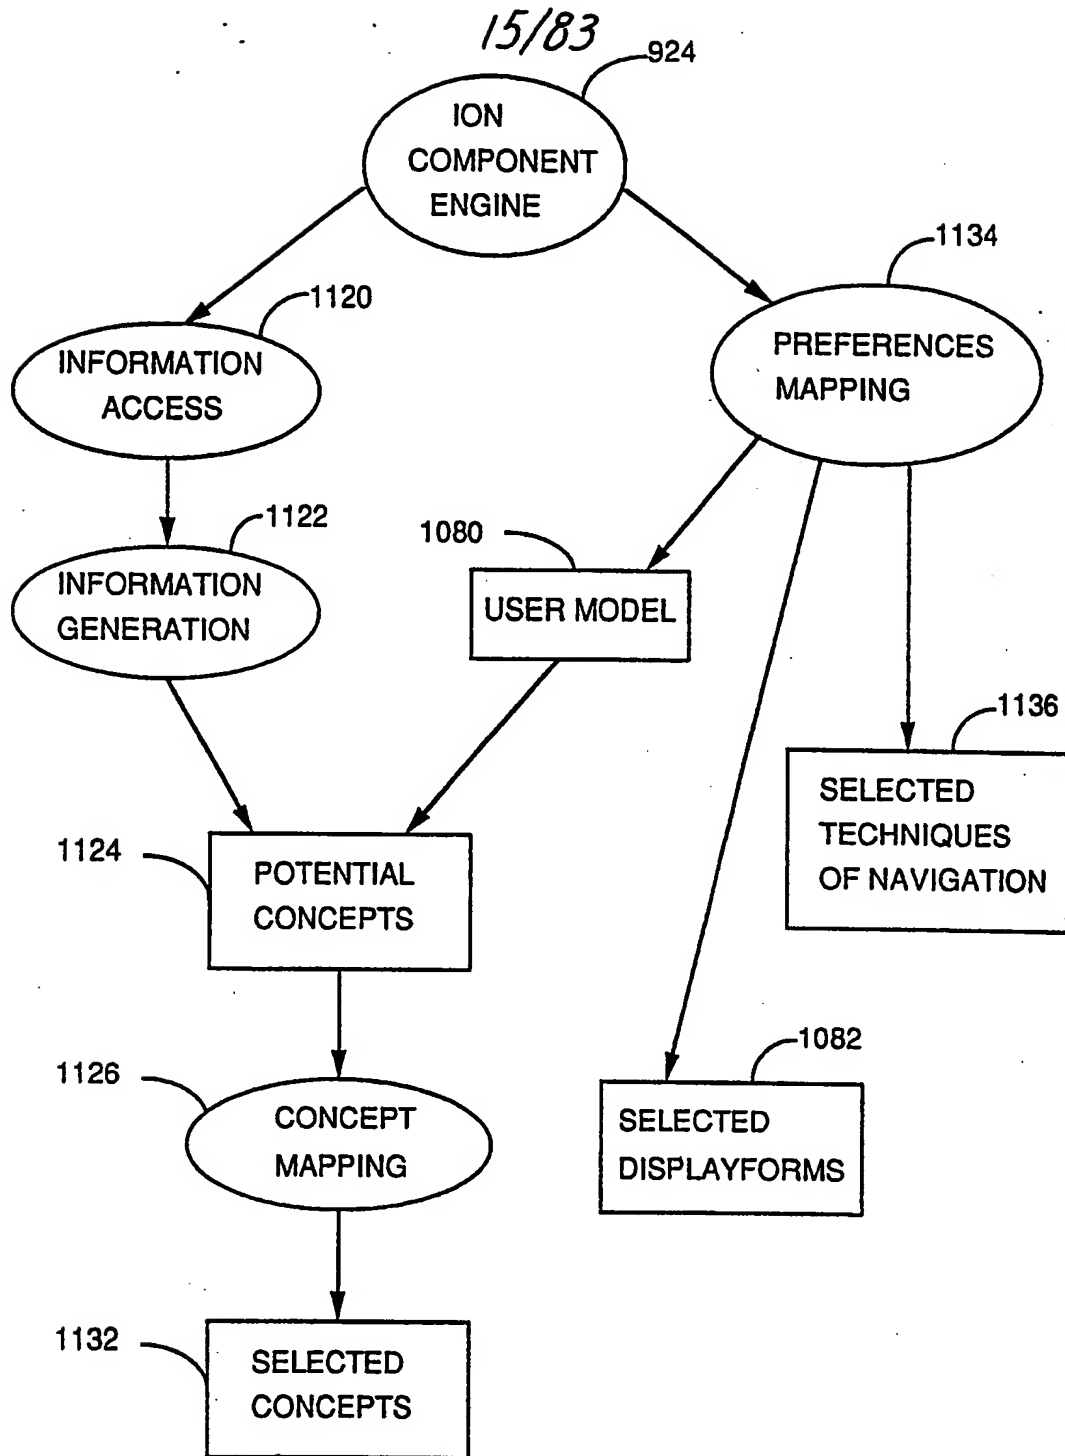 15/83
924
ION
COMPONENT
ENGINE
1134
1120
PREFERENCES
MAPPING
INFORMATION
ACCESS
1122
1080
INFORMATION
GENERATION
USER MODEL
1136
SELECTED
TECHNIQUES
OF NAVIGATION
1124
POTENTIAL
CONCEPTS
1082
1126
CONCEPT
MAPPING
SELECTED
DISPLAYFORMS
1132
SELECTED
CONCEPTS